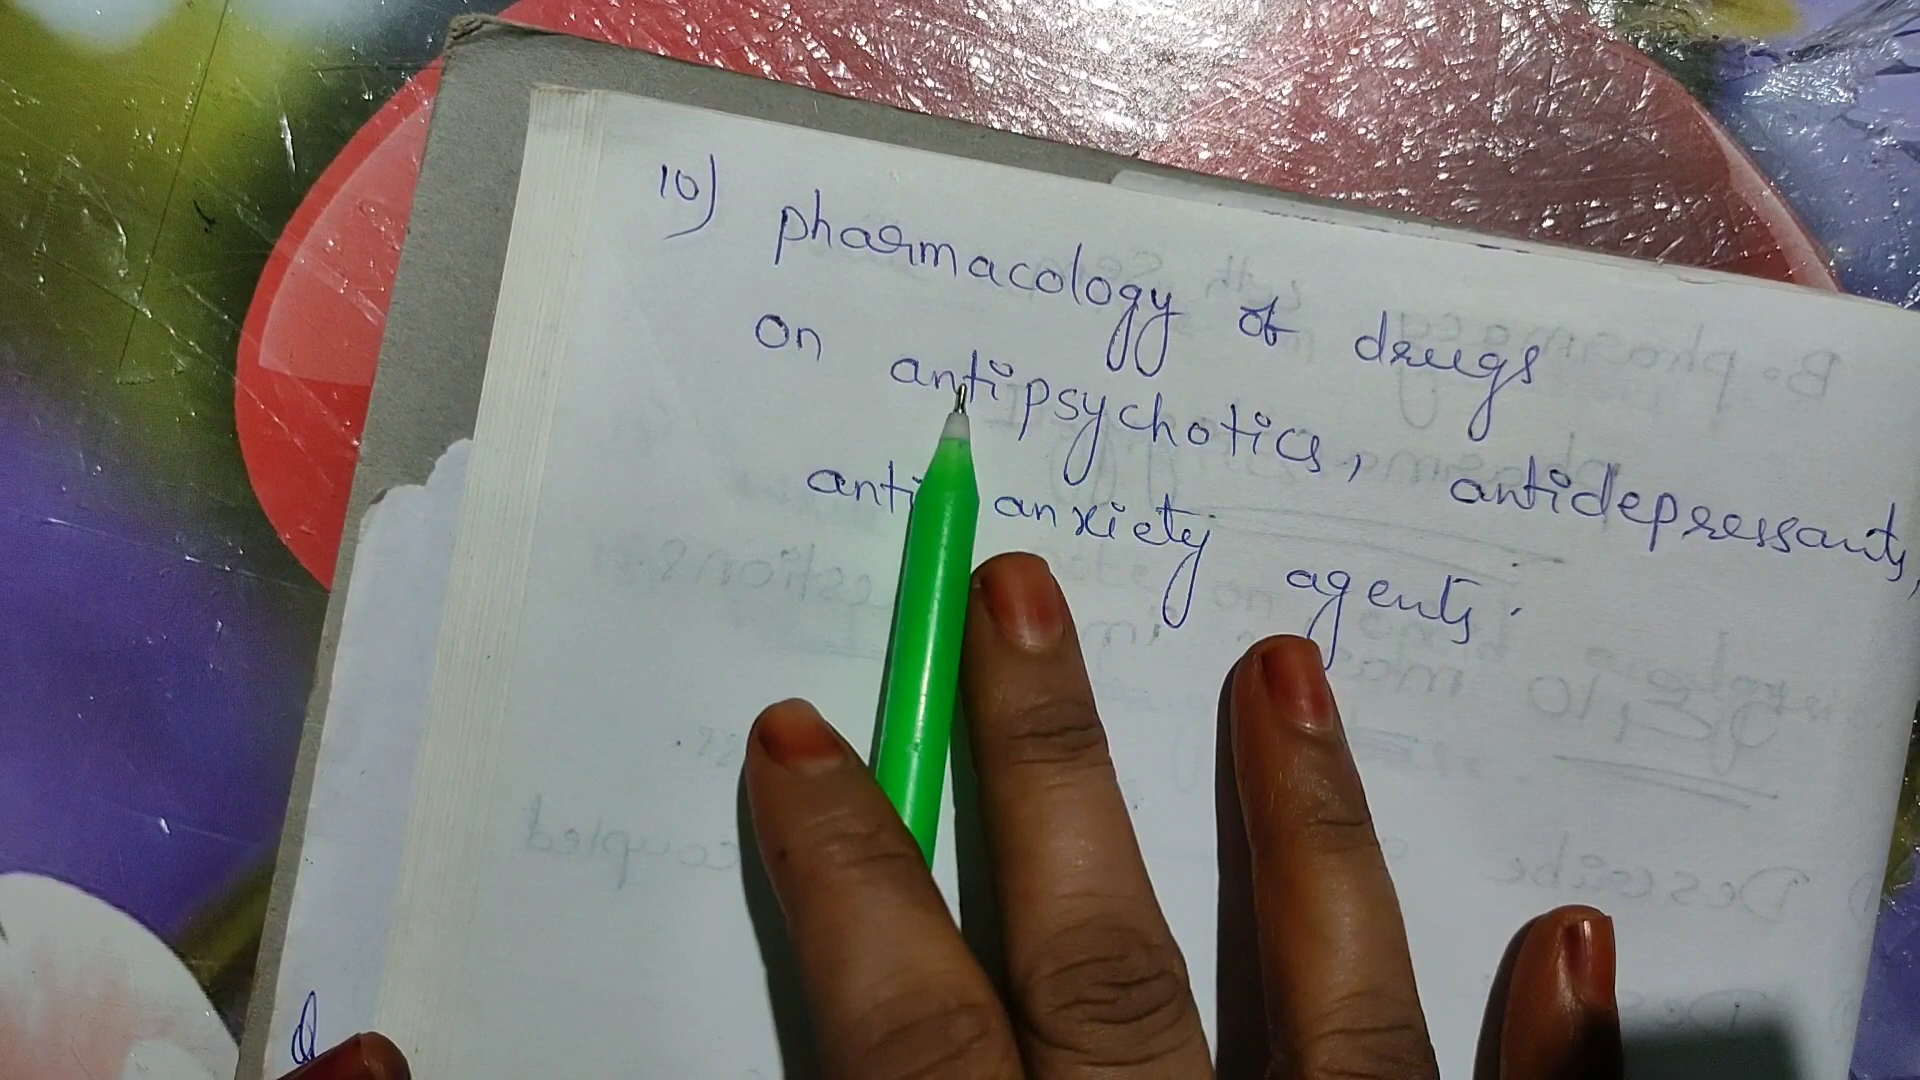 10) pharmacology of drugs
on antipsychotics, antidepressants,
anti anxiety agents.